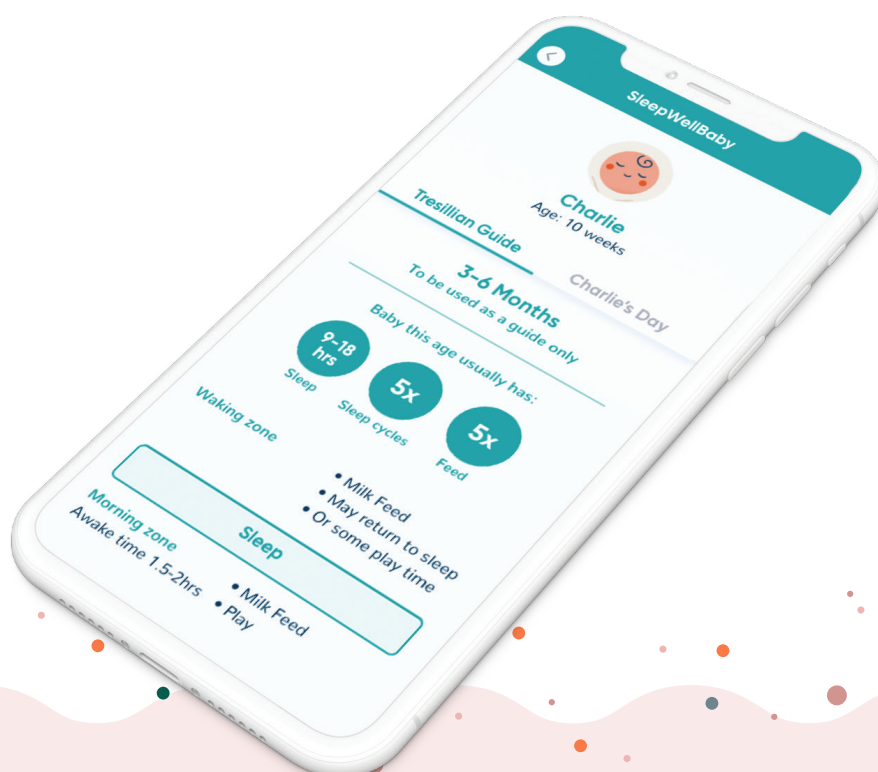 SleepWellBaby
Charlie
Age: 10 weeks
Tresillian Guide
Charlie's Day
3-6 Months
To be used as a guide only
Baby this age usually has:
9-18
hrs
Sleep
5x
Sleep cycles
5x
Feed
Waking zone
• Milk Feed
• May return to sleep
• Or some play time
Sleep
Morning zone
Awake time 1.5-2hrs
• Milk Feed
• Play